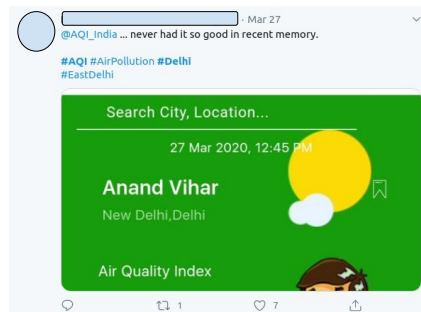 · Mar 27
@AQI_India ... never had it so good in recent memory.
#AQI #AirPollution #Delhi
#EastDelhi
Search City, Location...
27 Mar 2020, 12:45 PM
Anand Vihar
New Delhi,Delhi
Air Quality Index
1 7